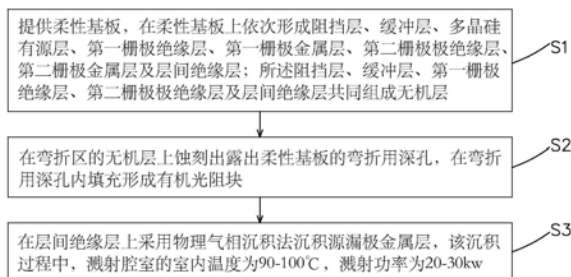 提供柔性基板，在柔性基板上依次形成阻挡层、缓冲层、多晶硅
有源层、第一栅极绝缘层、第一栅极金属层、第二栅极极绝缘层、
第二栅极金属层及层间绝缘层；所述阻挡层、缓冲层、第一栅极
绝缘层、第二栅极极绝缘层及层间绝缘层共同组成无机层
S1
在弯折区的无机层上蚀刻出露出柔性基板的弯折用深孔，在弯折
用深孔内填充形成有机光阻块
S2
在层间绝缘层上采用物理气相沉积法沉积源漏极金属层，该沉积
过程中，溅射腔室的室内温度为90-100℃，溅射功率为20-30kw
S3